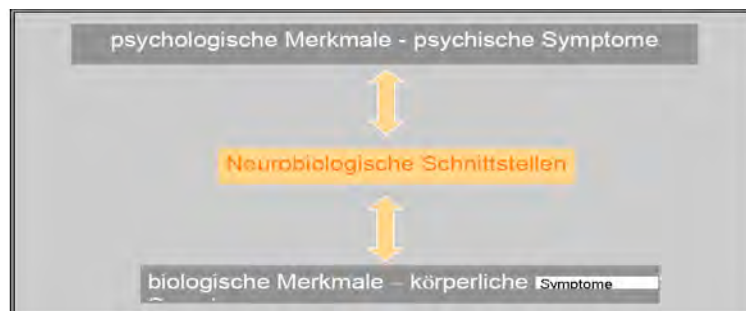 psychologische Merkmale - psychische Symptome
Neurobiologische Schnittstellen
biologische Merkmale – körperliche Symptome